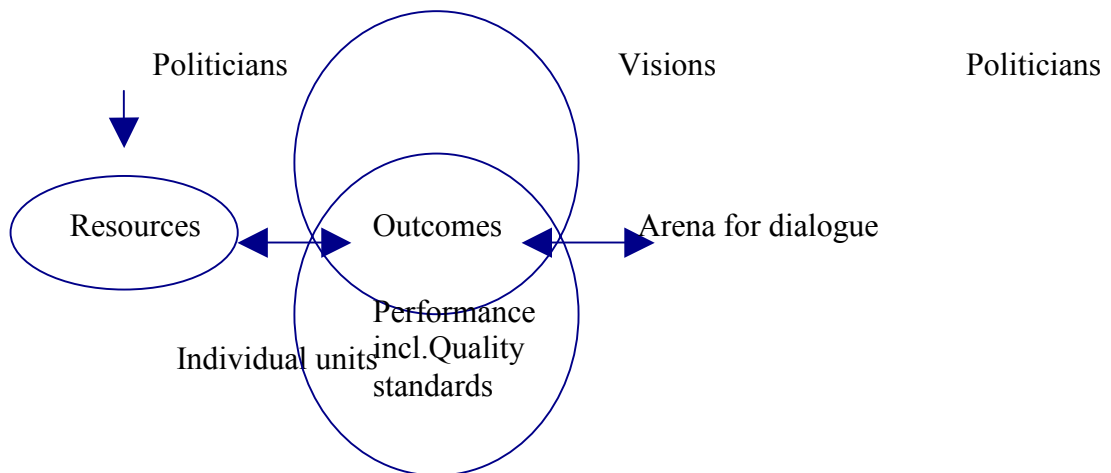 Politicians Visions Politicians
Resources Outcomes Arena for dialogue
Performance
incl.Quality
Individual units
standards